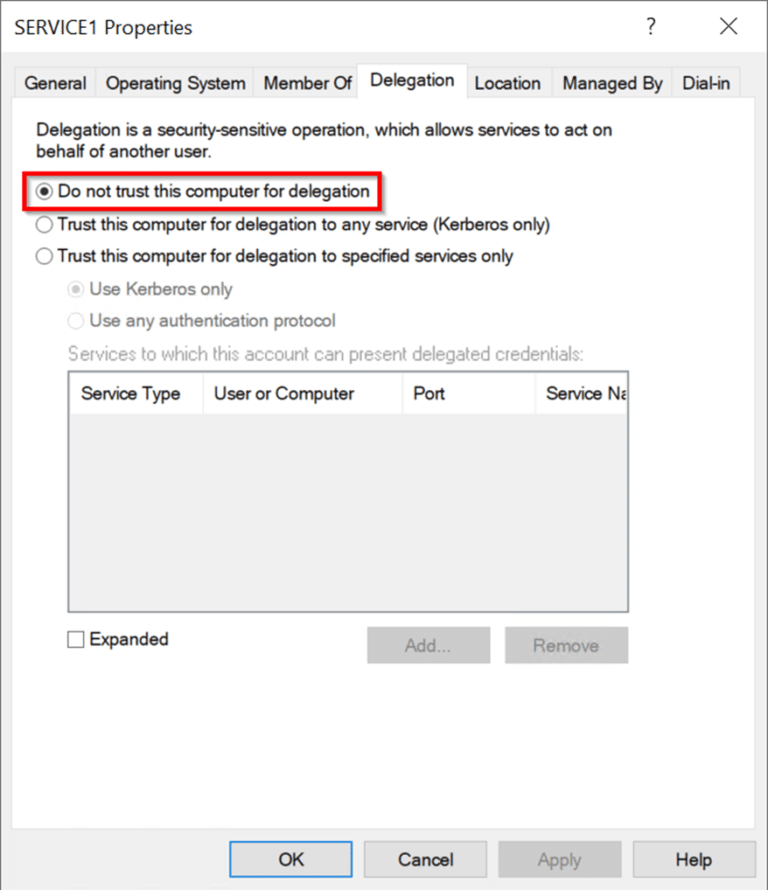 SERVICE1 Properties
?
General Operating System Member Of Delegation Location Managed By Dial-in
Delegation is a security-sensitive operation, which allows services to act on
behalf of another user.
Do not trust this computer for delegation
Trust this computer for delegation to any service (Kerberos only)
Trust this computer for delegation to specified services only
Use Kerberos only
Use any authentication protocol
Services to which this account can present delegated credentials:
Service Type User or Computer Port Service Na
Expanded
Add... Remove
OK Cancel Apply Help